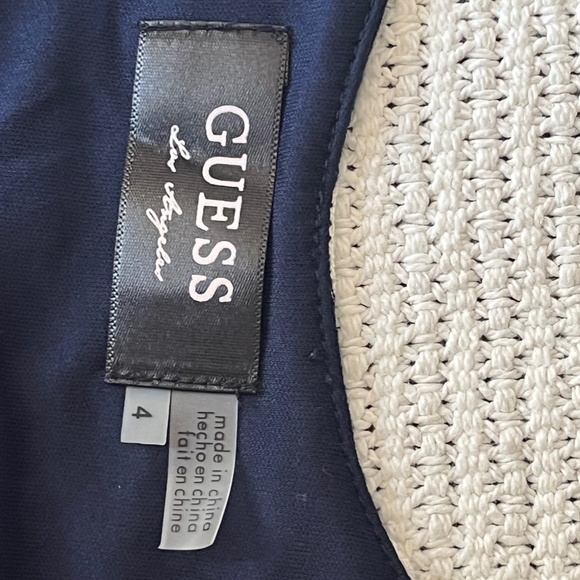 GUESS
Los Angeles
4
made in china
hecho en china
fait en chine